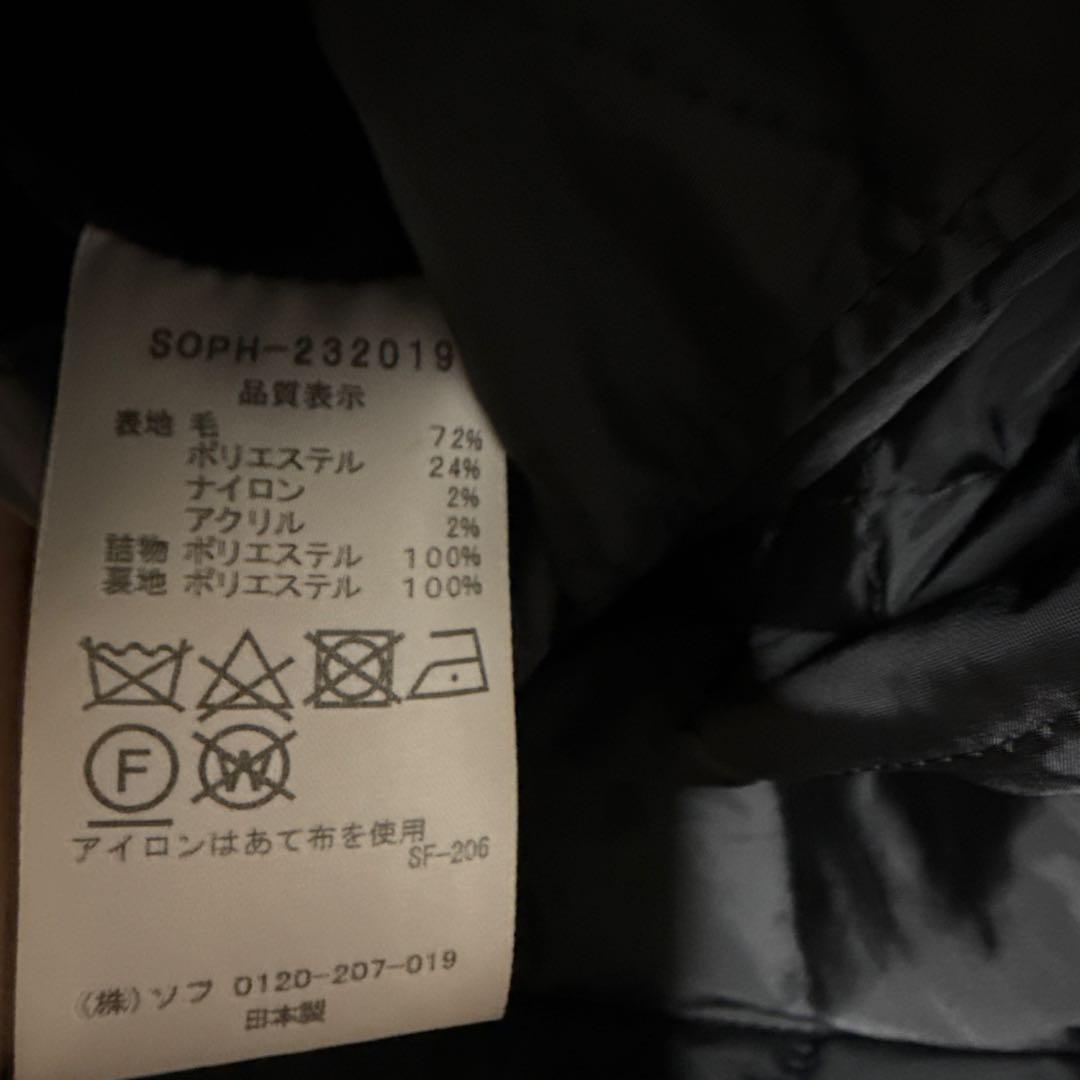 SOPH-232019
品質表示
表地 毛 72%
ポリエステル 24%
ナイロン 2%
アクリル 2%
詰物 ポリエステル 100%
裏地 ポリエステル 100%
F W
アイロンはあて布を使用
SF-206
(株)ソフ 0120-207-019
日本製